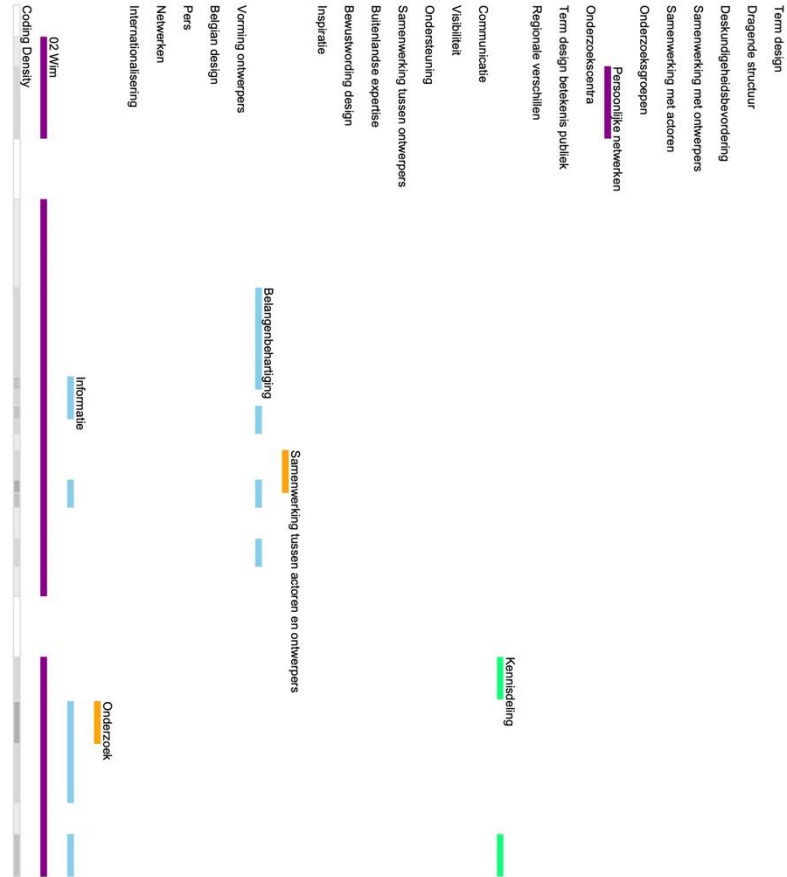 Term design
Dragende structuur
Deskundigeheidsbevordering
Samenwerking met ontwerpers
Samenwerking met actoren
Onderzoeksgroepen
Persoonlijke netwerken
Onderzoekscentra
Term design betekenis publiek
Regionale verschillen
Kennisdeling
Communicatie
Visibiliteit
Ondersteuning
Samenwerking tussen ontwerpers
Buitenlandse expertise
Bewustwording design
Inspiratie
Samenwerking tussen actoren en ontwerpers
Belangenbehartiging
Vorming ontwerpers
Belgian design
Pers
Netwerken
Internationalisering
Onderzoek
Informatie
02 Wim
Coding Density